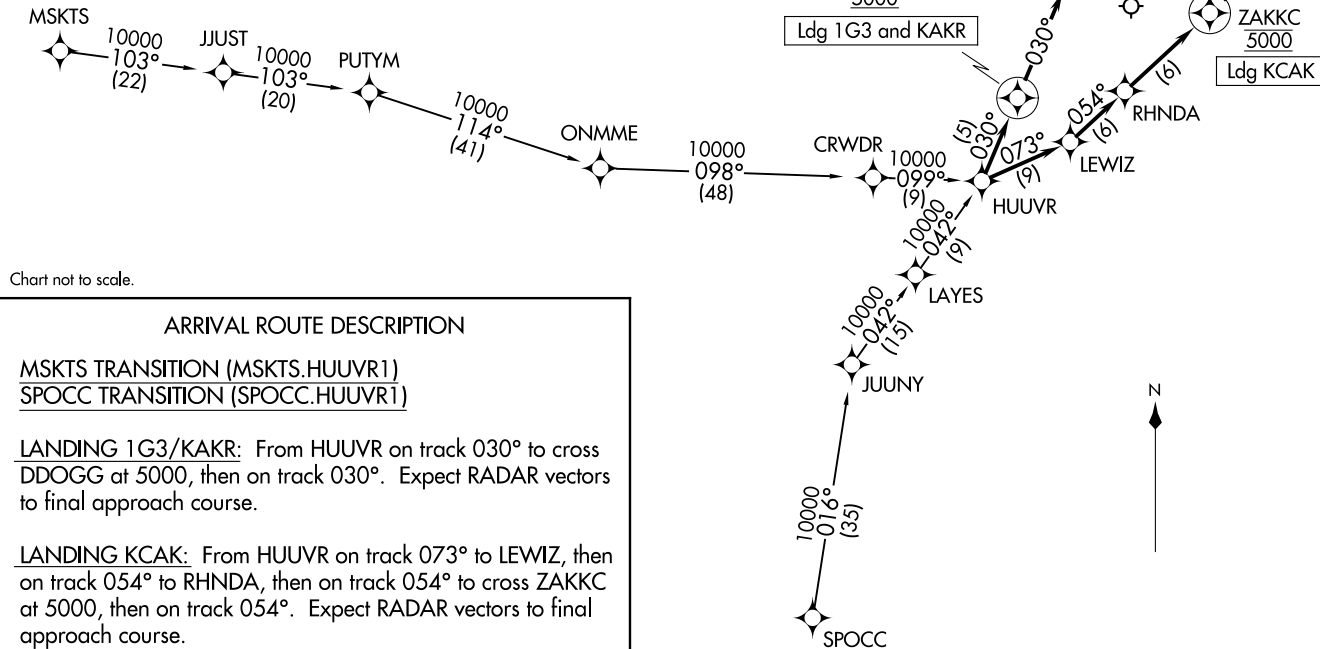 MSKTS
10000
103°
(22)
JJUST
10000
103°
(20)
PUTYM
10000
114°
(41)
ONMME
10000
098°
(48)
CRWDR
10000
099°
(9)
HUUVR
5000
Ldg 1G3 and KAKR
030°
(5)
030°
073°
(9)
LEWIZ
054°
(6)
RHNDA
(6)
ZAKKC
5000
Ldg KCAK
10000
042°
(9)
LAYES
10000
042°
(15)
JUUNY
10000
016°
(35)
SPOCC
N
Chart not to scale.
ARRIVAL ROUTE DESCRIPTION
MSKTS TRANSITION (MSKTS.HUUVR1)
SPOCC TRANSITION (SPOCC.HUUVR1)
LANDING 1G3/KAKR: From HUUVR on track 030° to cross
DDOGG at 5000, then on track 030°. Expect RADAR vectors
to final approach course.
LANDING KCAK: From HUUVR on track 073° to LEWIZ, then
on track 054° to RHNDA, then on track 054° to cross ZAKKC
at 5000, then on track 054°. Expect RADAR vectors to final
approach course.